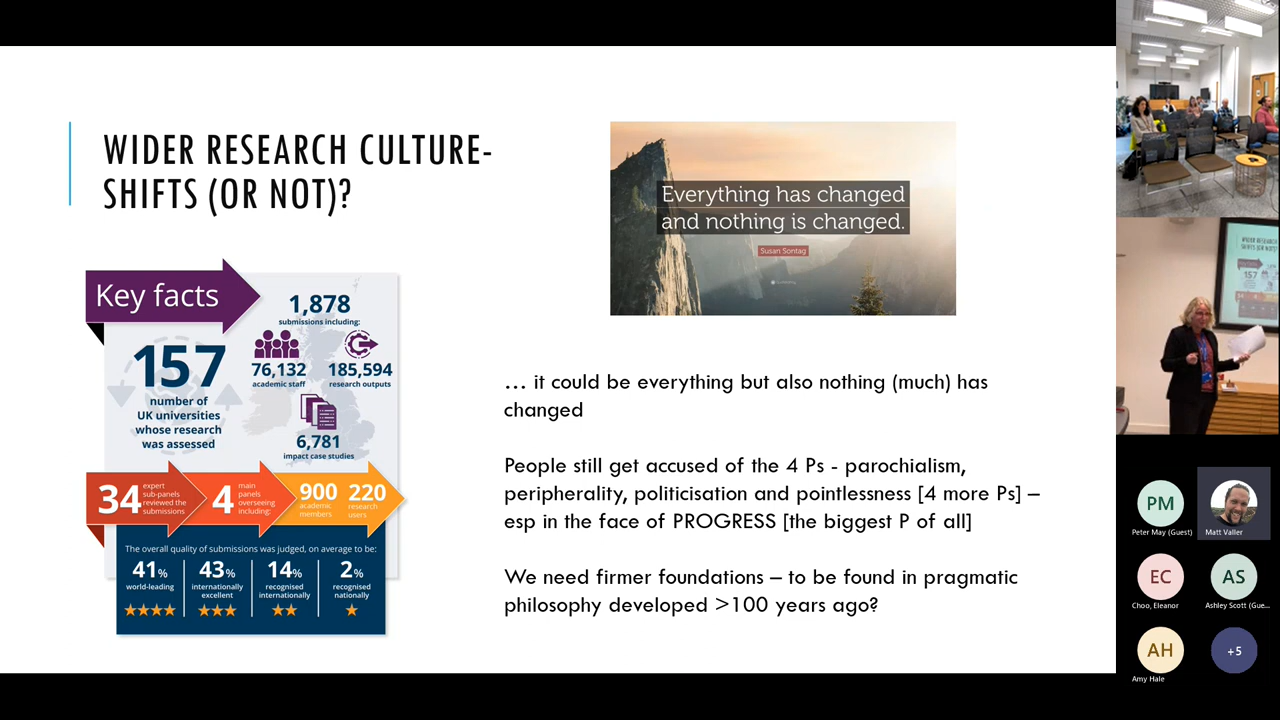 WIDER RESEARCH CULTURE-
SHIFTS (OR NOT)?
Everything has changed
and nothing is changed.
Susan Sontag
Key facts
1,878
submissions including:
157
number of
UK universities
whose research
was assessed
76,132
academic staff
185,594
research outputs
6,781
impact case studies
34
expert
sub-panels
reviewed the
submissions
4
main
panels
overseeing
including:
900
academic
members
220
research
users
The overall quality of submissions was judged, on average to be:
41%
world-leading
43%
internationally
excellent
14%
recognised
internationally
2%
recognised
nationally
… it could be everything but also nothing (much) has
changed
People still get accused of the 4 Ps - parochialism,
peripherality, politicisation and pointlessness [4 more Ps] –
esp in the face of PROGRESS [the biggest P of all]
We need firmer foundations – to be found in pragmatic
philosophy developed >100 years ago?
WIDER RESEARCH
SHIFTS (OR NOT)?
157
PM
Peter May (Guest)
Matt Valler
EC
Choo, Eleanor
AS
Ashley Scott (Gue...
AH
Amy Hale
+5